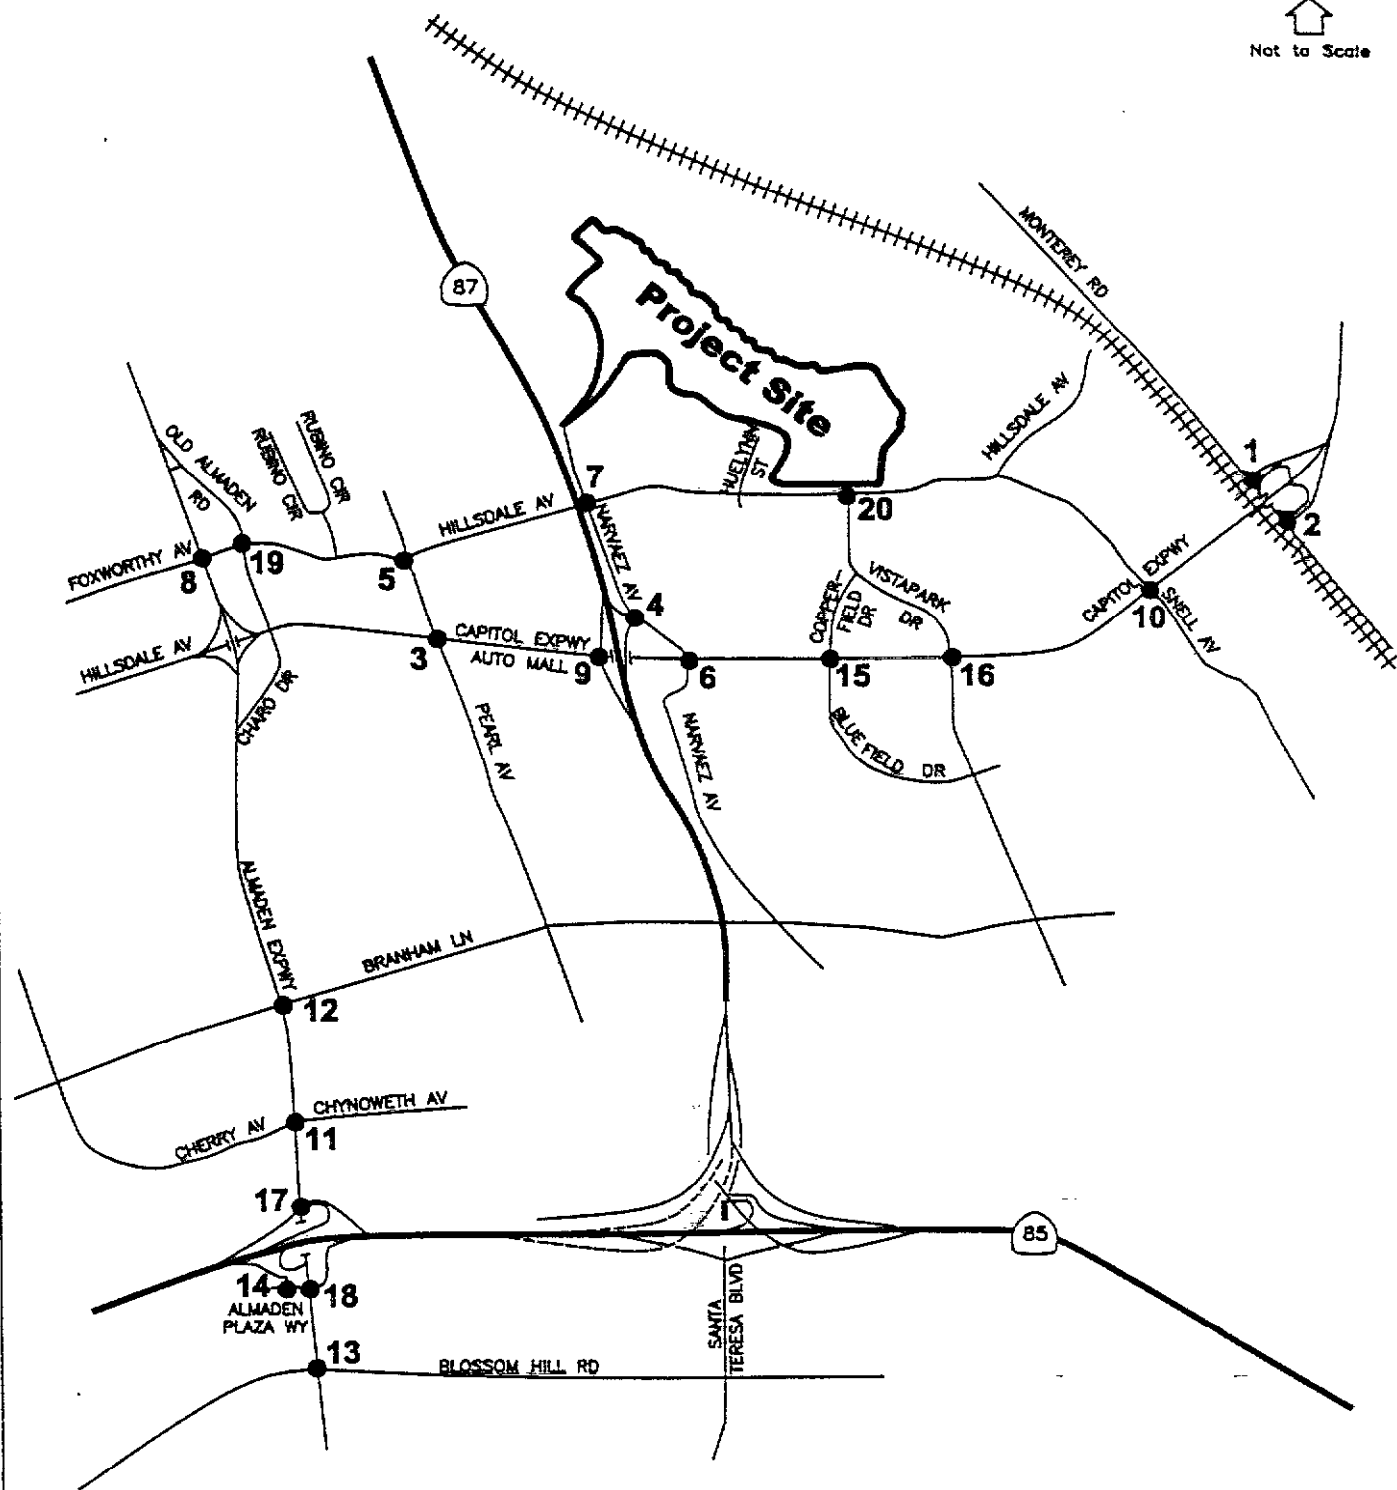 Not to Scale
MONTEREY RD
87
Project Site
HILLSDALE AV
OLD ALMADEN
RD
RUBINO CIR
RUBINO CIR
HUELYNN
ST
1
7
20
2
HILLSDALE AV
NARVAEZ AV
FOXWORTHY AV
8
19
5
4
VISTAPARK
DR
COPPER-
FIELD
DR
CAPITOL EXPWY
10
SNELL AV
HILLSDALE AV
3
CAPITOL EXPWY
AUTO MALL
9
6
15
16
CHARO DR
PEARL AV
NARVAEZ AV
BLUEFIELD DR
ALMADEN EXPWY
BRANHAM LN
12
CHYNOWETH AV
CHERRY AV
11
17
85
14
18
ALMADEN
PLAZA WY
SANTA
TERESA BLVD
13
BLOSSOM HILL RD